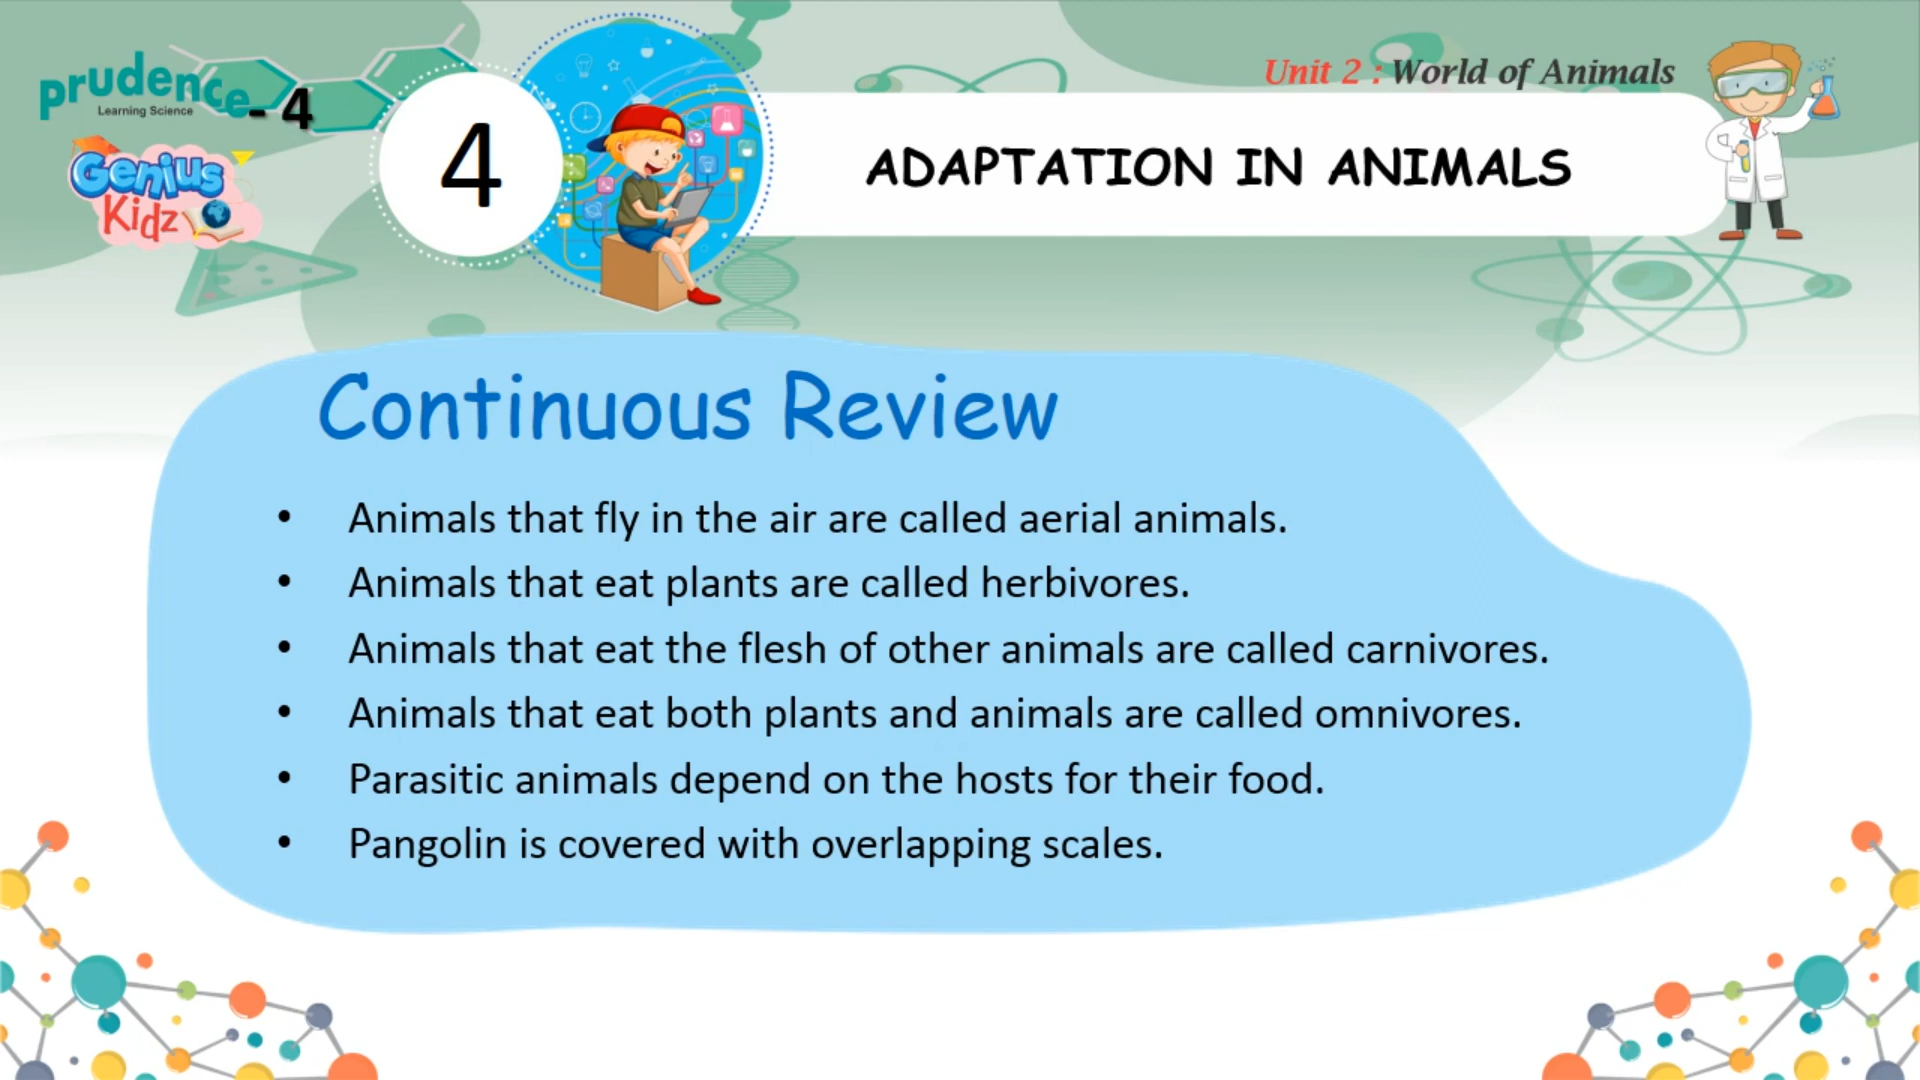 prudence - 4
Learning Science
Genius
Kidz
4
Unit 2 : World of Animals
ADAPTATION IN ANIMALS
Continuous Review
• Animals that fly in the air are called aerial animals.
• Animals that eat plants are called herbivores.
• Animals that eat the flesh of other animals are called carnivores.
• Animals that eat both plants and animals are called omnivores.
• Parasitic animals depend on the hosts for their food.
• Pangolin is covered with overlapping scales.